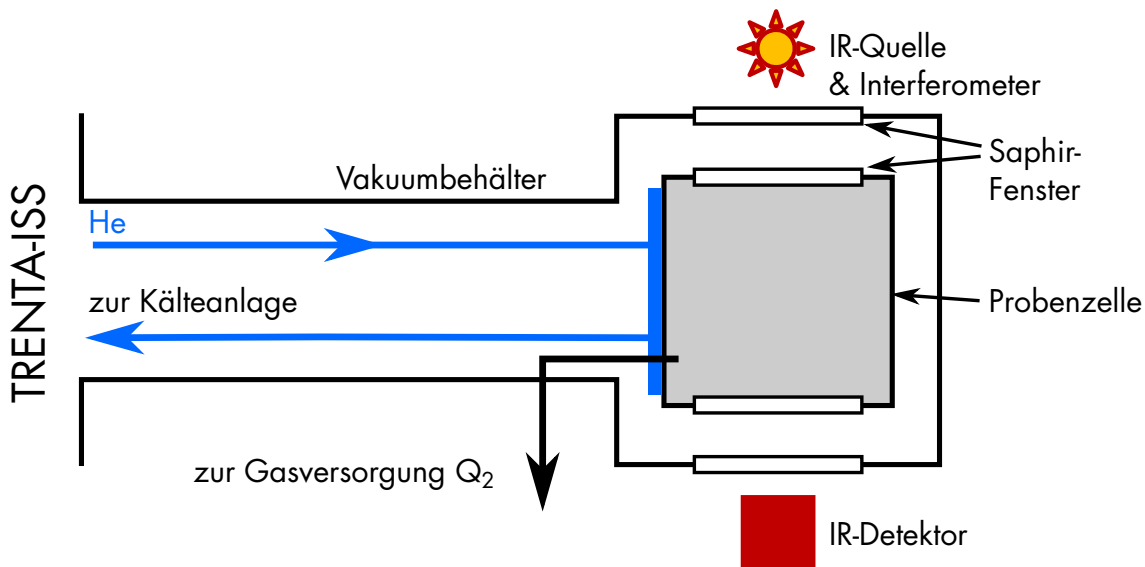 IR-Quelle
& Interferometer
Saphir-
Fenster
Vakuumbehälter
TRENTA-ISS
He
zur Kälteanlage
Probenzelle
zur Gasversorgung Q₂
IR-Detektor